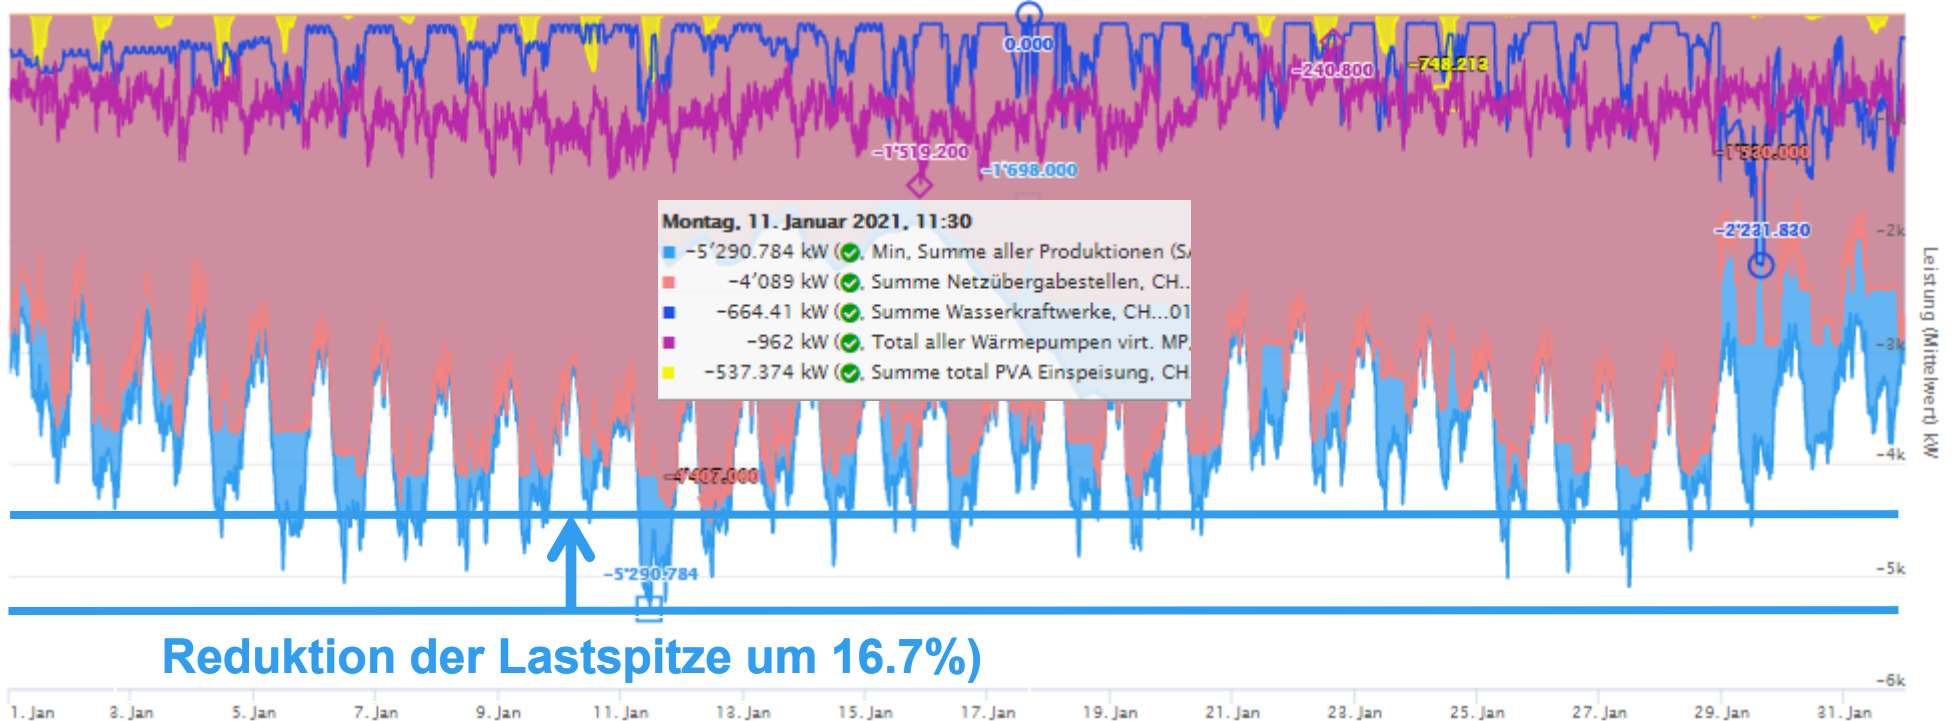 0.000
-240.800
-748.213
-1'519.200
-1'698.000
-1'530.000
Montag, 11. Januar 2021, 11:30
-5'290.784 kW (, Min, Summe aller Produktionen (SA
-4'089 kW (, Summe Netzübergabestellen, CH..
-664.41 kW (, Summe Wasserkraftwerke, CH...01
-962 kW (, Total aller Wärmepumpen virt. MP,
-537.374 kW (, Summe total PVA Einspeisung, CH
-2'231.830
-2k
-3k
-4k
-5k
-6k
Leistung (Mittelwert) kW
-4'407.000
-5'290.784
Reduktion der Lastspitze um 16.7%)
1. Jan
3. Jan
5. Jan
7. Jan
9. Jan
11. Jan
13. Jan
15. Jan
17. Jan
19. Jan
21. Jan
23. Jan
25. Jan
27. Jan
29. Jan
31. Jan